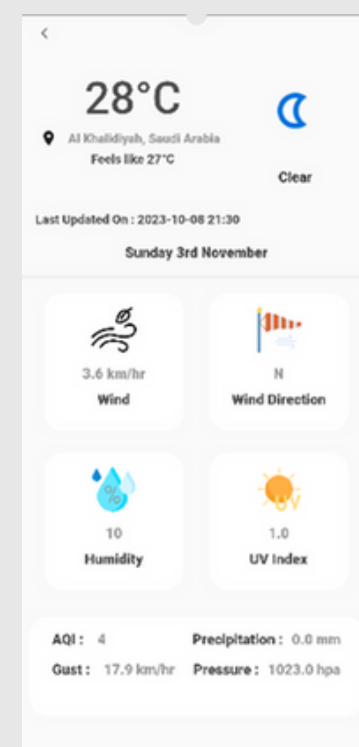 28°C
Al Khalidiyah, Saudi Arabia
Feels like 27°C
Clear
Last Updated On : 2023-10-08 21:30
Sunday 3rd November
3.6 km/hr
Wind
N
Wind Direction
%
10
Humidity
UV
1.0
UV Index
AQI : 4 Precipitation : 0.0 mm
Gust : 17.9 km/hr Pressure : 1023.0 hpa